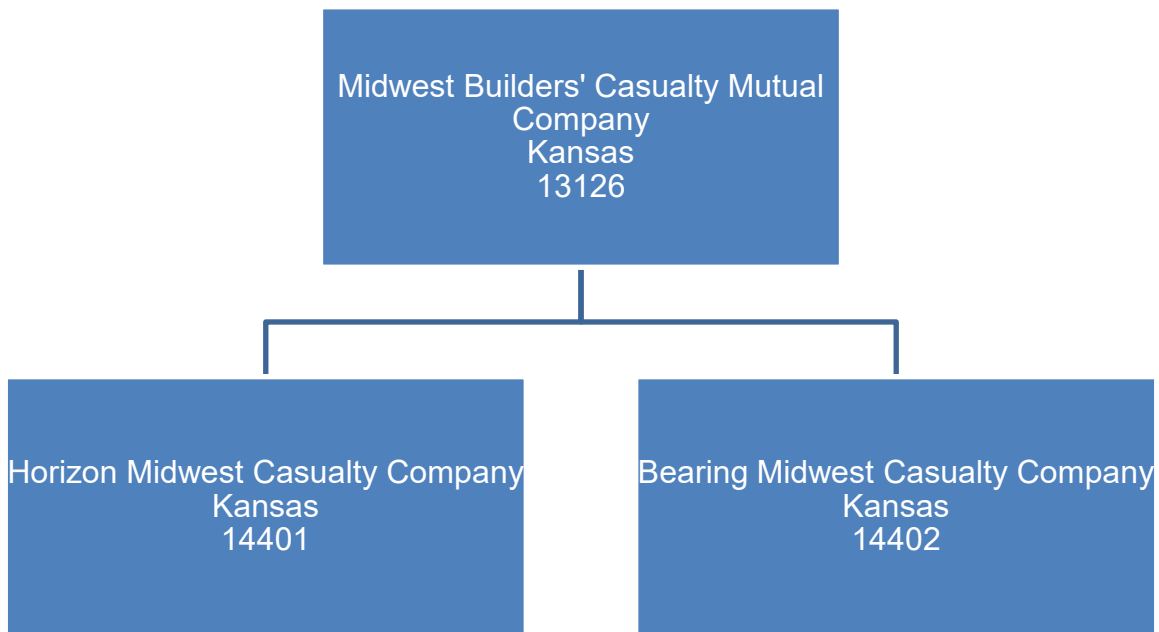 Midwest Builders' Casualty Mutual
Company
Kansas
13126
Horizon Midwest Casualty Company
Kansas
14401
Bearing Midwest Casualty Company
Kansas
14402